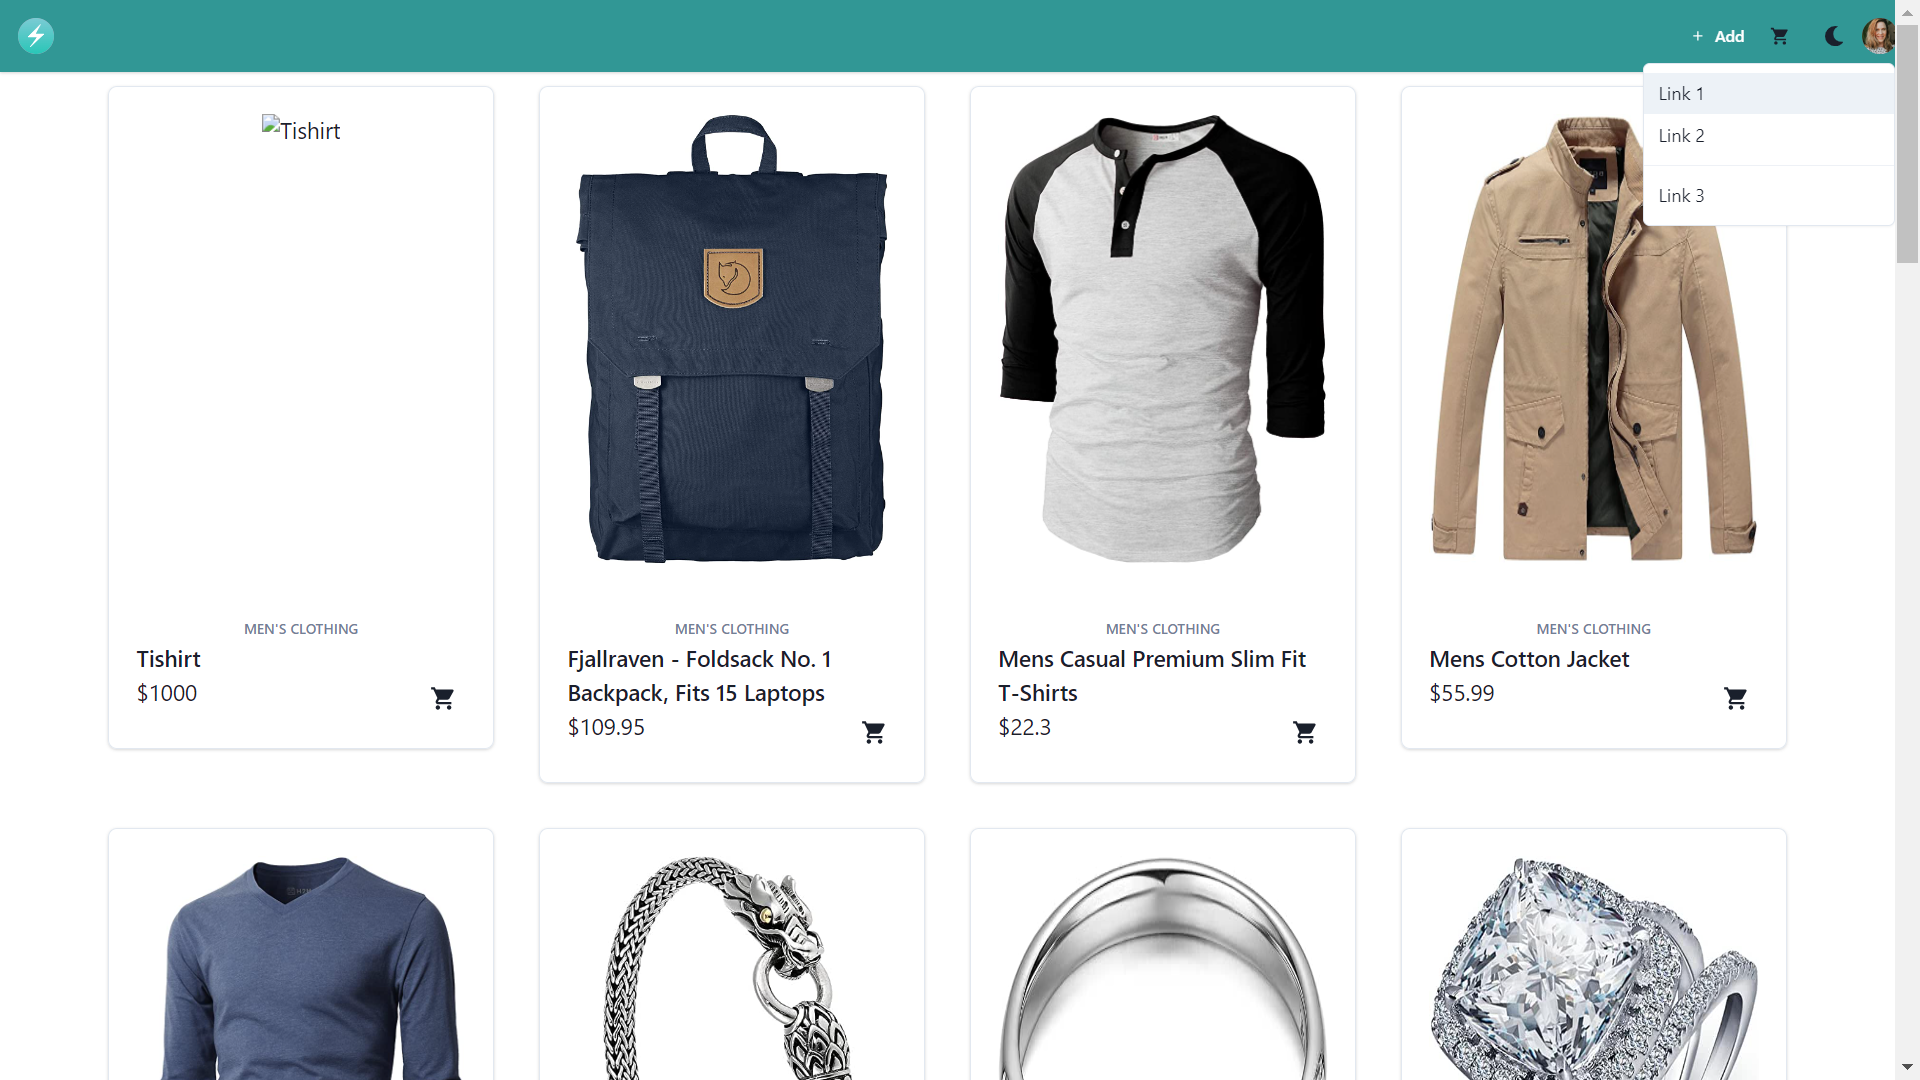 + Add
Link 1
Link 2
Link 3
Tishirt
MEN'S CLOTHING
Tishirt
$1000
MEN'S CLOTHING
Fjallraven - Foldsack No. 1
Backpack, Fits 15 Laptops
$109.95
MEN'S CLOTHING
Mens Casual Premium Slim Fit
T-Shirts
$22.3
MEN'S CLOTHING
Mens Cotton Jacket
$55.99